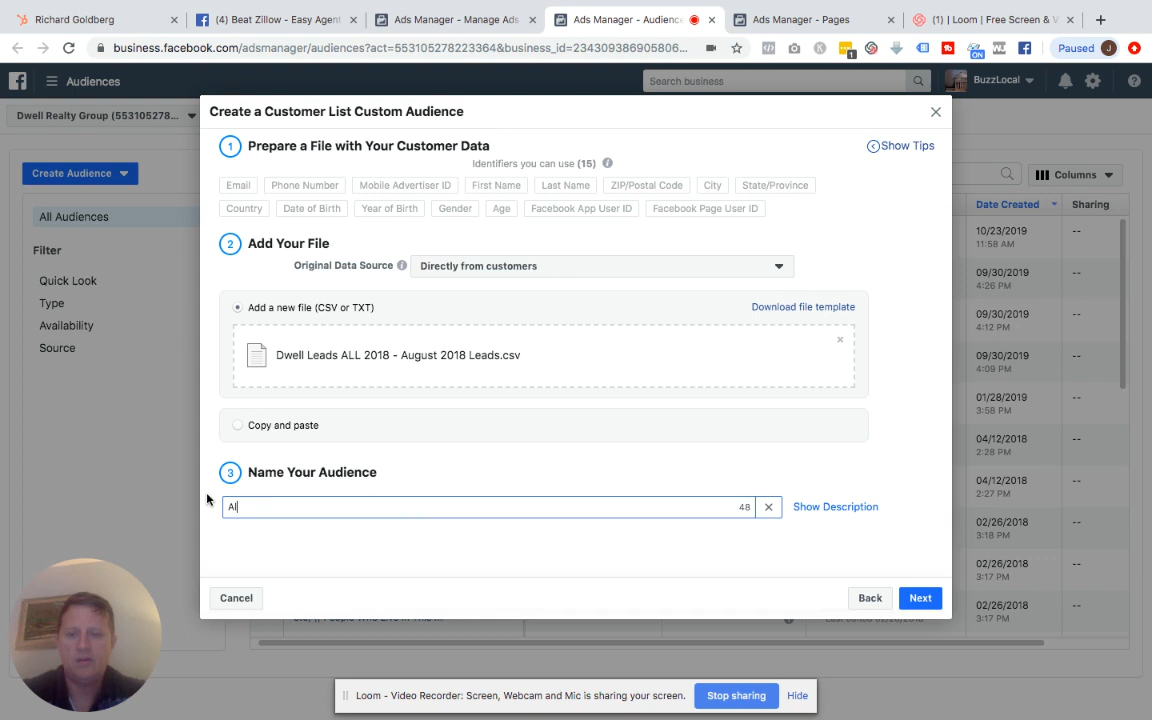 Richard Goldberg
(4) Beat Zillow - Easy Agent
Ads Manager - Manage Ads
Ads Manager - Audience
Ads Manager - Pages
(1) | Loom | Free Screen & V
business.facebook.com/adsmanager/audiences?act=553105278223364&business_id=234309386905806...
1
ON
WJ
Paused
J
Audiences
Search business
BuzzLocal
Dwell Realty Group (553105278...
Create a Customer List Custom Audience
Create Audience
Columns
All Audiences
Filter
Quick Look
Type
Availability
Source
1 Prepare a File with Your Customer Data
Show Tips
Identifiers you can use (15)
Email Phone Number Mobile Advertiser ID First Name Last Name ZIP/Postal Code City State/Province
Country Date of Birth Year of Birth Gender Age Facebook App User ID Facebook Page User ID
2 Add Your File
Original Data Source Directly from customers
Add a new file (CSV or TXT)
Download file template
Dwell Leads ALL 2018 - August 2018 Leads.csv
Copy and paste
3 Name Your Audience
Al
48
Show Description
Cancel
Back
Next
Date Created Sharing
10/23/2019 --
11:58 AM
09/30/2019 --
4:26 PM
09/30/2019 --
4:12 PM
09/30/2019 --
4:09 PM
01/28/2019 --
3:58 PM
04/12/2018 --
2:28 PM
04/12/2018 --
2:27 PM
02/26/2018 --
3:18 PM
02/26/2018 --
3:17 PM
02/26/2018 --
3:17 PM
Loom - Video Recorder: Screen, Webcam and Mic is sharing your screen.
Stop sharing
Hide